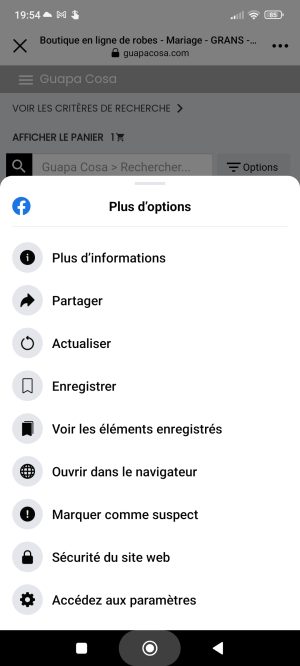 19:54
85
Boutique en ligne de robes - Mariage - GRANS -...
guapacosa.com
Guapa Cosa
VOIR LES CRITÈRES DE RECHERCHE
AFFICHER LE PANIER 1
Guapa Cosa > Rechercher... Options
Plus d’options
Plus d’informations
Partager
Actualiser
Enregistrer
Voir les éléments enregistrés
Ouvrir dans le navigateur
Marquer comme suspect
Sécurité du site web
Accédez aux paramètres